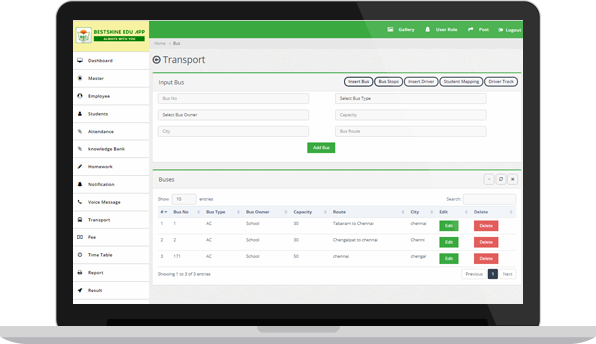 BESTSHINE EDU APP
ALWAYS WITH YOU
Gallery User Role Post Logout
Home > Bus
Dashboard
Master
Employee
Students
Attendance
knowledge Bank
Homework
Notification
Voice Message
Transport
Fee
Time Table
Report
Result
Transport
Input Bus
Insert Bus Bus Stops Insert Driver Student Mapping Driver Track
Bus No Select Bus Type
Select Bus Owner Capacity
City Bus Route
Add Bus
Buses
Show 10 entries Search:
# Bus No Bus Type Bus Owner Capacity Route City Edit Delete
1 1 AC School 30 Tabaram to Chennai chennai Edit Delete
2 2 AC School 30 Chengalpat to chennai Chenni Edit Delete
3 171 AC School 50 chennai chengal Edit Delete
Showing 1 to 3 of 3 entries Previous 1 Next